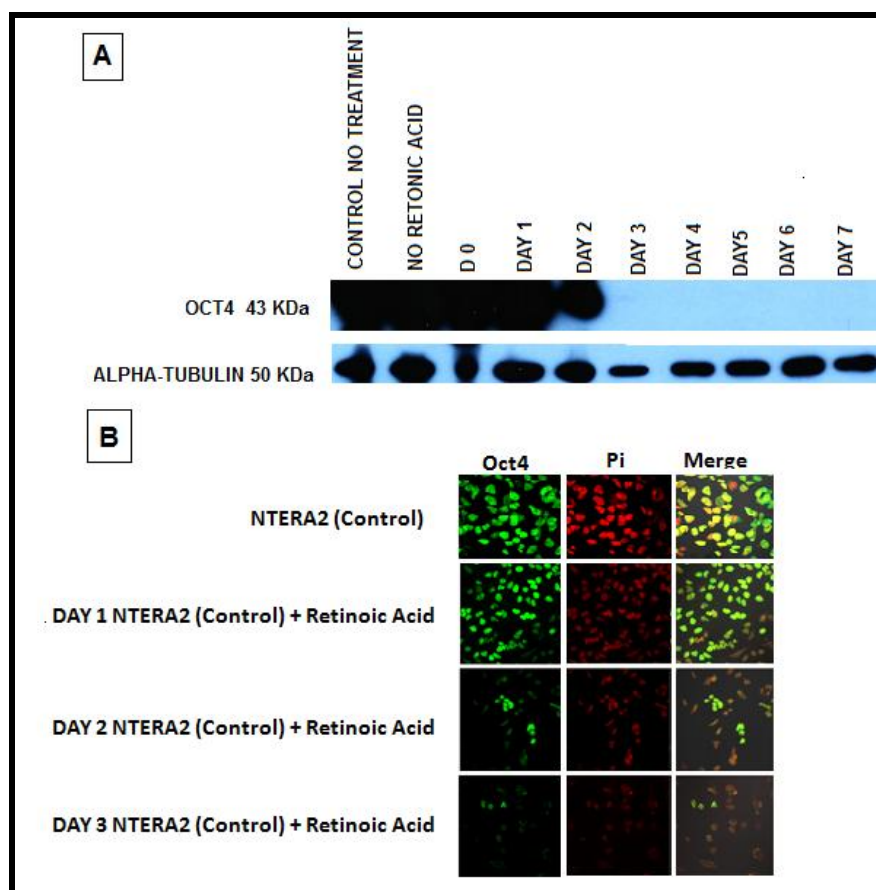 A
CONTROL NO TREATMENT
NO RETONIC ACID
D 0
DAY 1
DAY 2
DAY 3
DAY 4
DAY5
DAY 6
DAY 7
OCT4 43 KDa
ALPHA-TUBULIN 50 KDa
B
Oct4 Pi Merge
NTERA2 (Control)
DAY 1 NTERA2 (Control) + Retinoic Acid
DAY 2 NTERA2 (Control) + Retinoic Acid
DAY 3 NTERA2 (Control) + Retinoic Acid